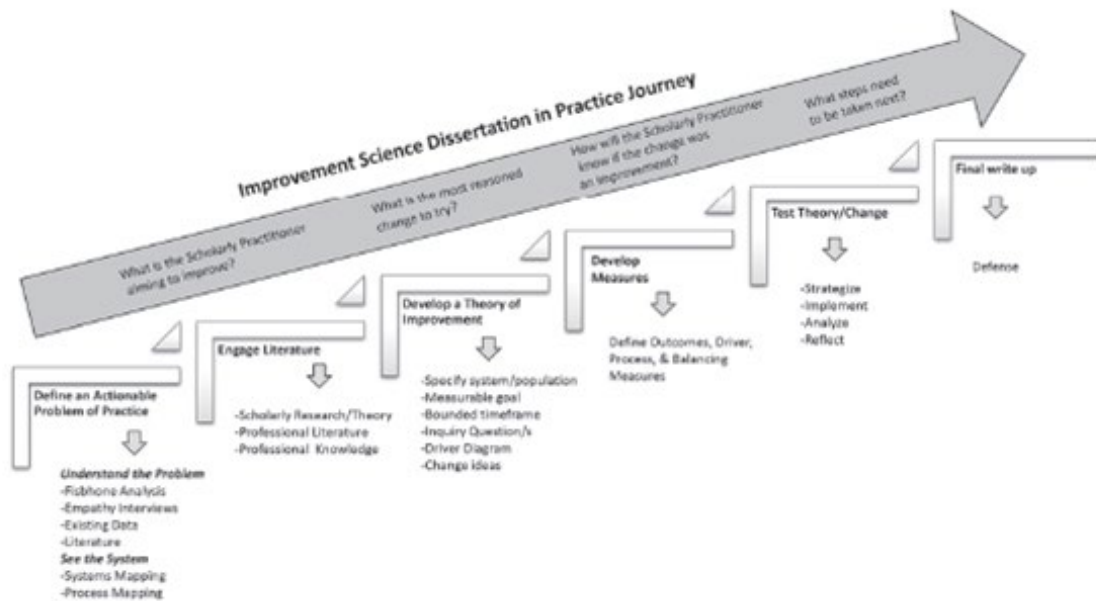 Improvement Science Dissertation in Practice Journey
What is the Scholarly Practitioner
aiming to improve?
What is the most reasoned
change to try?
How will the Scholarly Practitioner
know if the change was
an improvement?
What steps need
to be taken next?
Define an Actionable
Problem of Practice
Understand the Problem
-Fishbone Analysis
-Empathy Interviews
-Existing Data
-Literature
See the System
-Systems Mapping
-Process Mapping
Engage Literature
-Scholarly Research/Theory
-Professional Literature
-Professional Knowledge
Develop a Theory of
Improvement
-Specify system/population
-Measurable goal
-Bounded timeframe
-Inquiry Question/s
-Driver Diagram
-Change ideas
Develop
Measures
Define Outcomes, Driver,
Process, & Balancing
Measures
Test Theory/Change
-Strategize
-Implement
-Analyze
-Reflect
Final write up
Defense